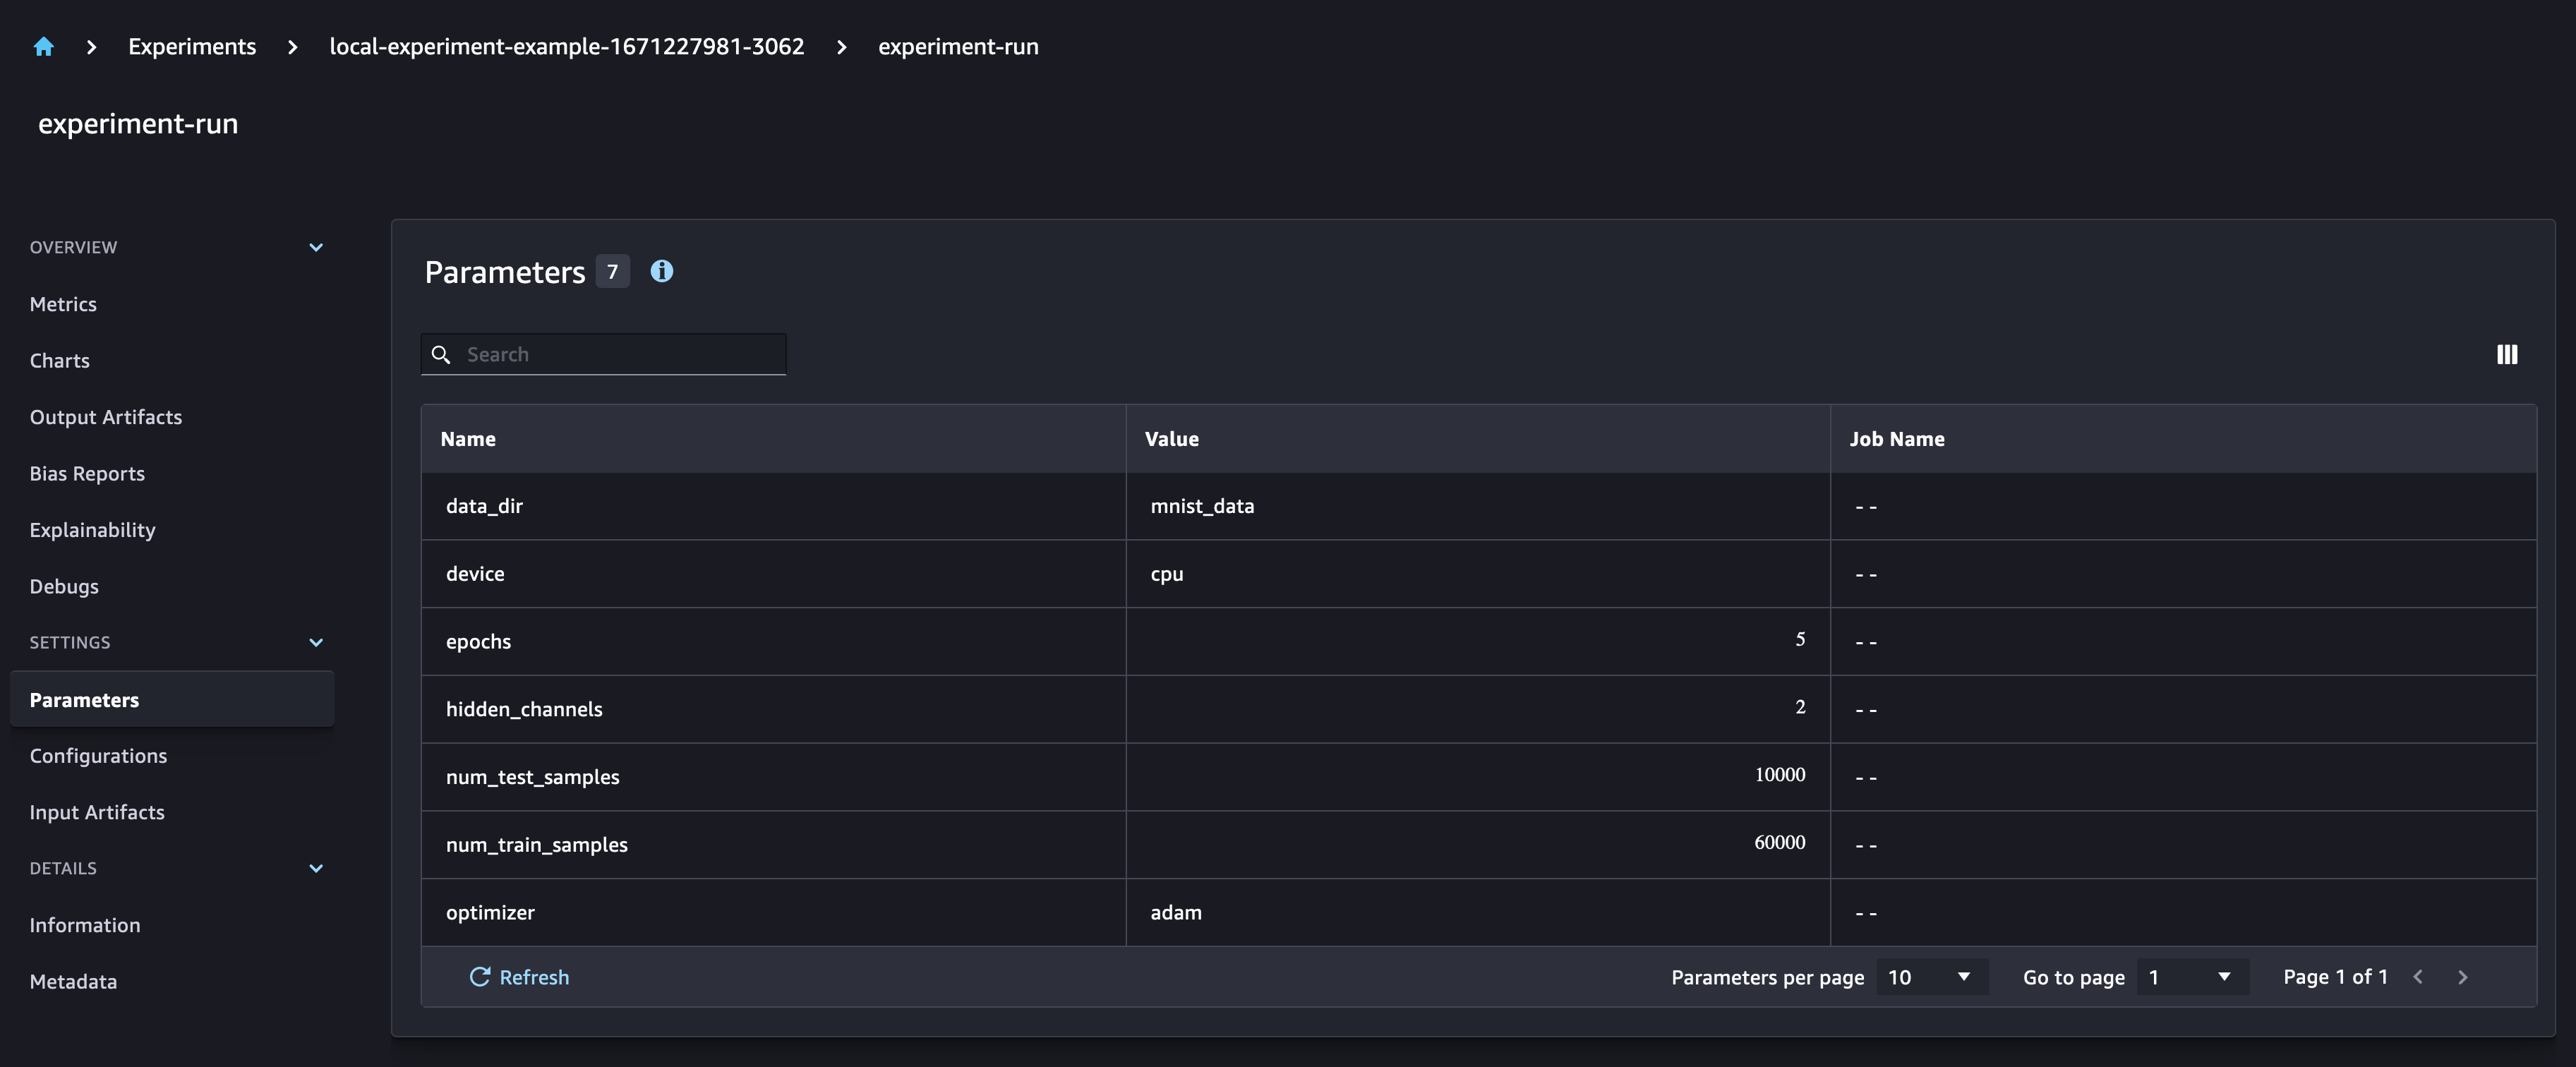 Experiments local-experiment-example-1671227981-3062 experiment-run
experiment-run
OVERVIEW
Metrics
Charts
Output Artifacts
Bias Reports
Explainability
Debugs
SETTINGS
Parameters
Configurations
Input Artifacts
DETAILS
Information
Metadata
Parameters 7
Search
Name Value Job Name
data_dir mnist_data --
device cpu --
epochs 5 --
hidden_channels 2 --
num_test_samples 10000 --
num_train_samples 60000 --
optimizer adam --
Refresh Parameters per page 10 Go to page 1 Page 1 of 1